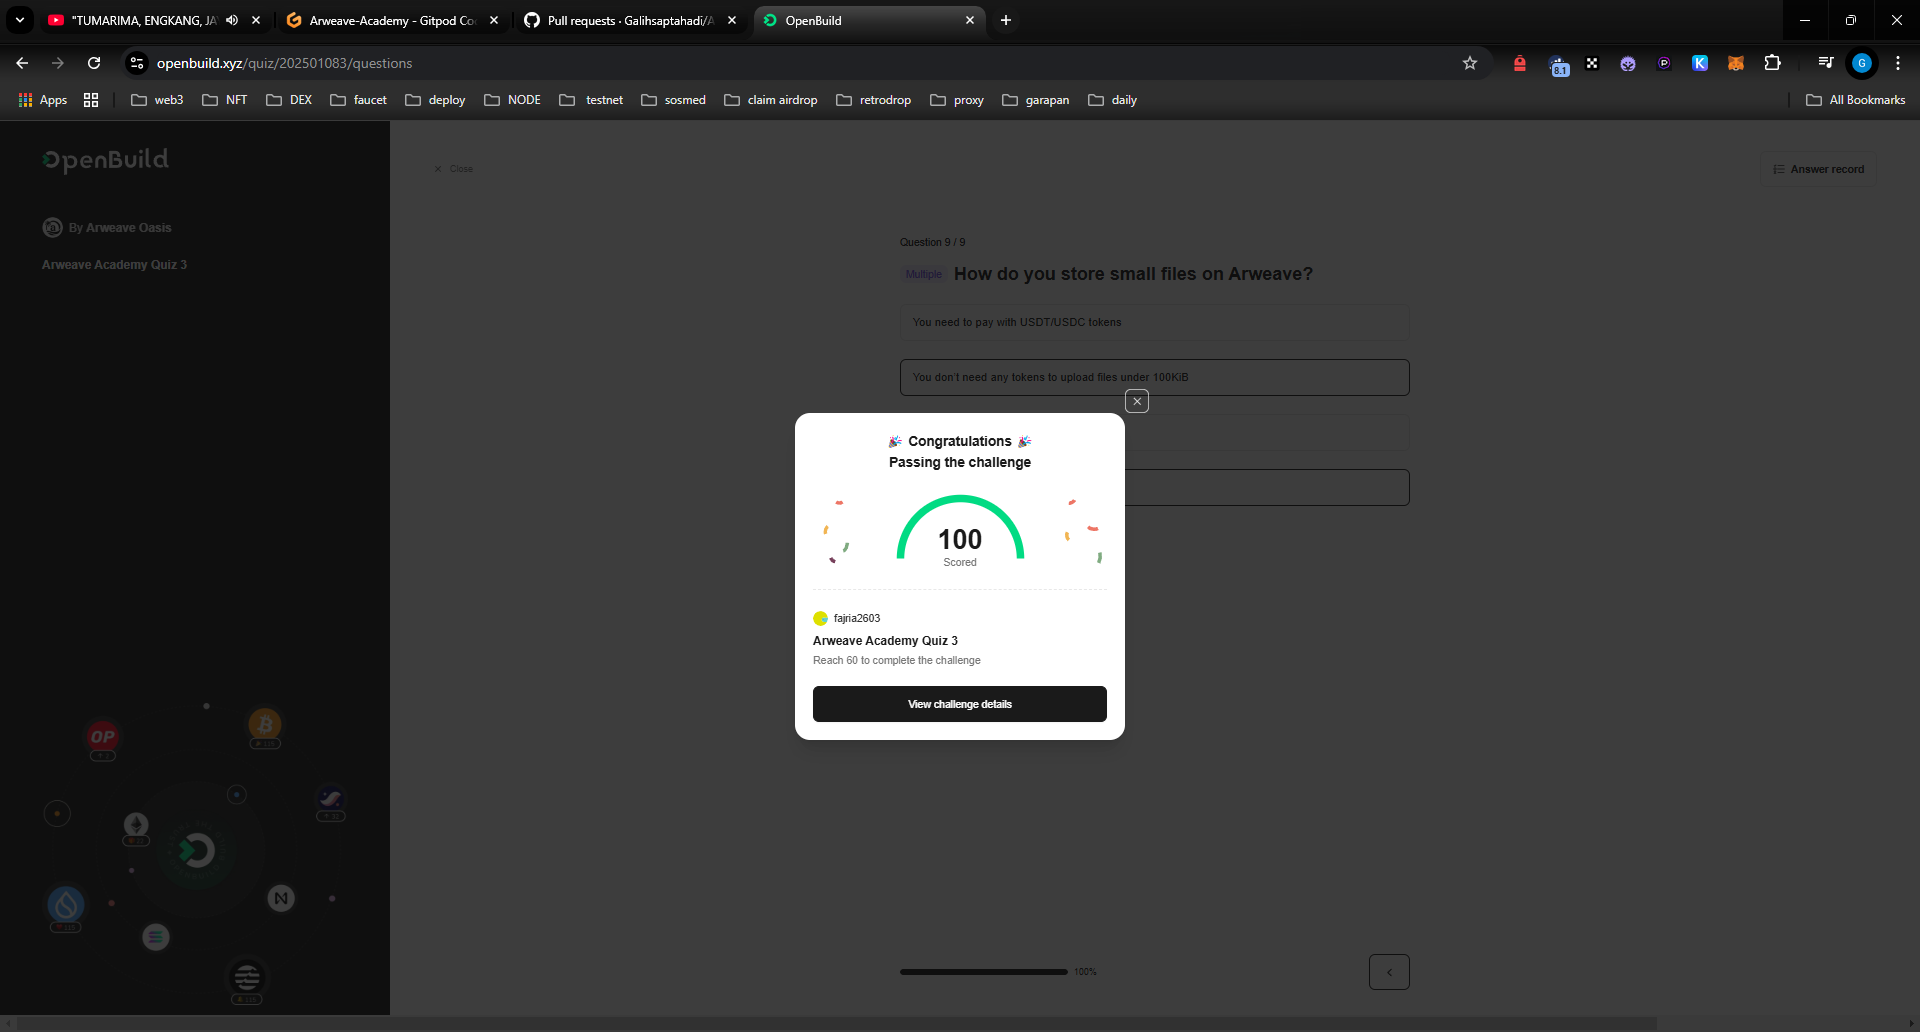 "TUMARIMA, ENGKANG, JA
Arweave-Academy - Gitpod Co
Pull requests · Galihsaptahadi/A
OpenBuild
openbuild.xyz/quiz/202501083/questions
8.1
P
K
G
Apps
web3
NFT
DEX
faucet
deploy
NODE
testnet
sosmed
claim airdrop
retrodrop
proxy
garapan
daily
All Bookmarks
OpenBuild
Close
Answer record
By Arweave Oasis
Arweave Academy Quiz 3
Question 9 / 9
Multiple
How do you store small files on Arweave?
You need to pay with USDT/USDC tokens
You don't need any tokens to upload files under 100KiB
Congratulations
Passing the challenge
100
Scored
fajria2603
Arweave Academy Quiz 3
Reach 60 to complete the challenge
View challenge details
OP
100%